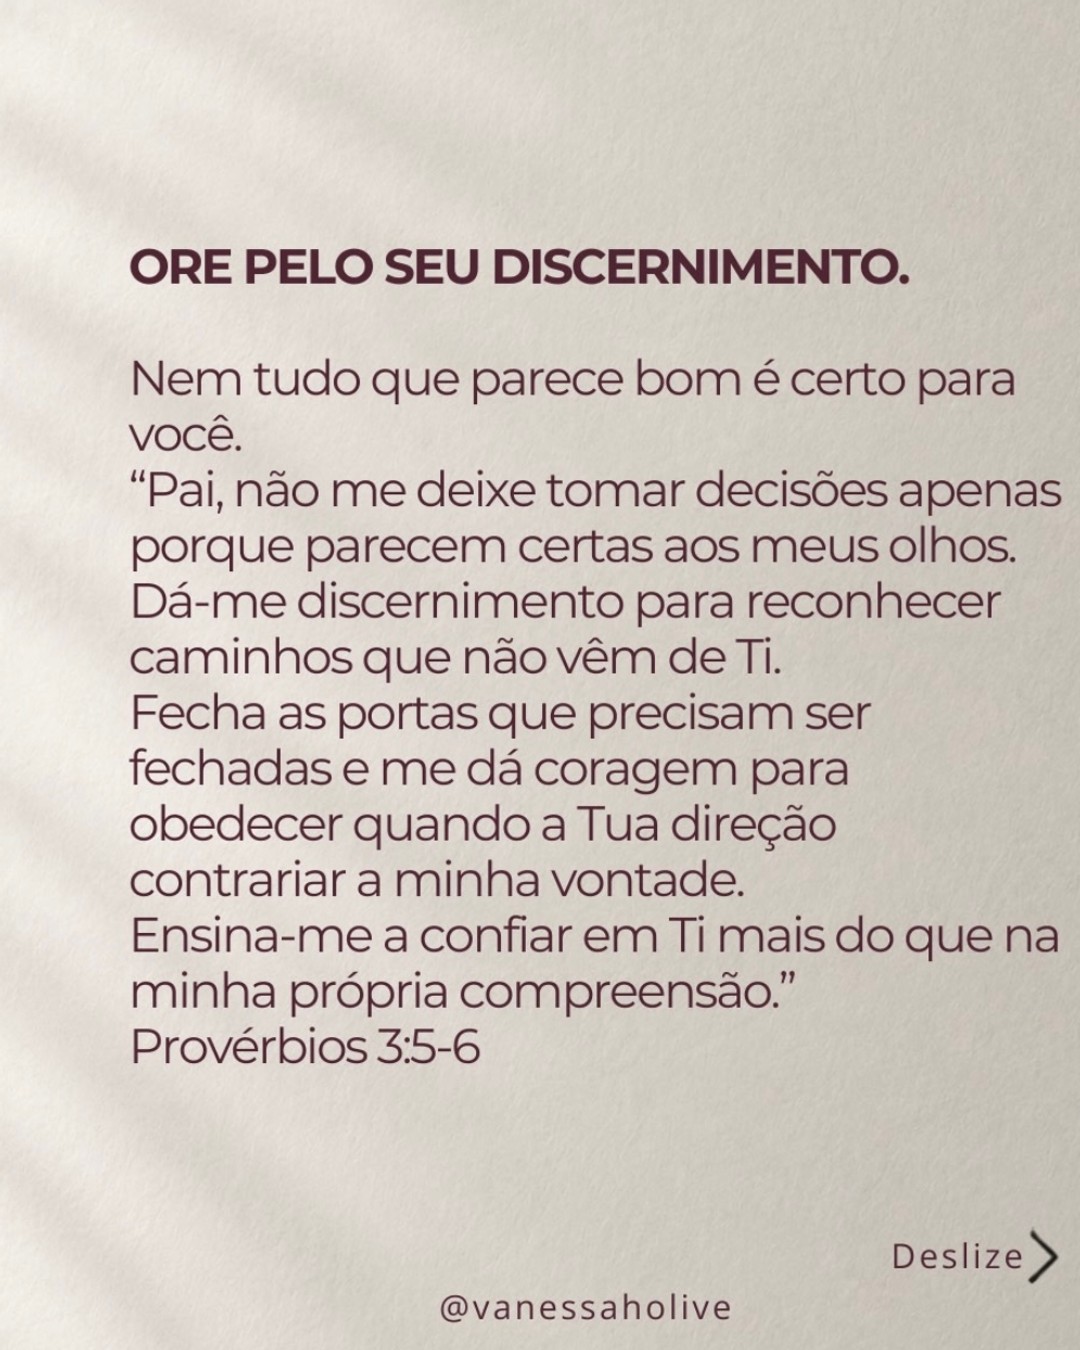 ORE PELO SEU DISCERNIMENTO.
Nem tudo que parece bom é certo para
você.
“Pai, não me deixe tomar decisões apenas
porque parecem certas aos meus olhos.
Dá-me discernimento para reconhecer
caminhos que não vêm de Ti.
Fecha as portas que precisam ser
fechadas e me dá coragem para
obedecer quando a Tua direção
contrariar a minha vontade.
Ensina-me a confiar em Ti mais do que na
minha própria compreensão.”
Provérbios 3:5-6
Deslize
@vanessaholive